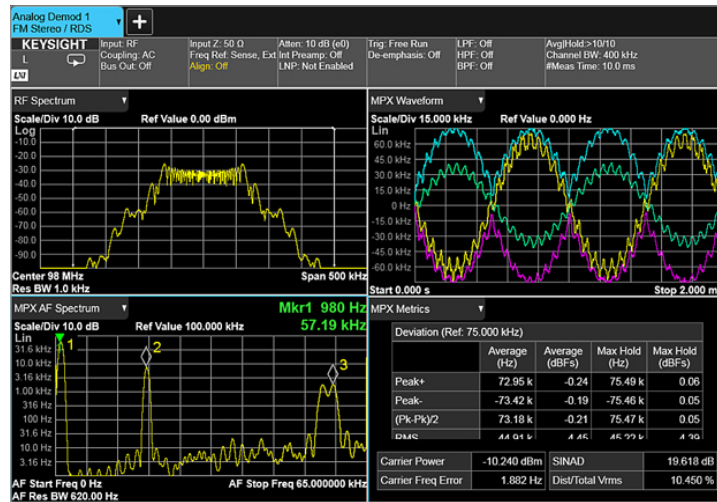 Analog Demod 1
FM Stereo / RDS
KEYSIGHT
L
LXI
Input: RF
Coupling: AC
Bus Out: Off
Input Z: 50 Ω
Freq Ref: Sense, Ext
Align: Off
Atten: 10 dB (e0)
Int Preamp: Off
LNP: Not Enabled
Trig: Free Run
De-emphasis: Off
LPF: Off
HPF: Off
BPF: Off
Avg|Hold:>10/10
Channel BW: 400 kHz
#Meas Time: 10.0 ms
RF Spectrum
Scale/Div 10.0 dB Ref Value 0.00 dBm
Log
-10.0
-20.0
-30.0
-40.0
-50.0
-60.0
-70.0
-80.0
-90.0
Center 98 MHz Span 500 kHz
Res BW 1.0 kHz
MPX Waveform
Scale/Div 15.000 kHz Ref Value 0.000 Hz
Lin
60.0 kHz
45.0 kHz
30.0 kHz
15.0 kHz
0 Hz
-15.0 kHz
-30.0 kHz
-45.0 kHz
-60.0 kHz
Start 0.000 s Stop 2.000 m
MPX AF Spectrum
Mkr1 980 Hz
Scale/Div 10.0 dB Ref Value 100.000 kHz 57.19 kHz
Lin
31.6 kHz
10.0 kHz
3.16 kHz
1.00 kHz
316 Hz
100 Hz
31.6 Hz
10.0 Hz
3.16 Hz
1
2
3
AF Start Freq 0 Hz AF Stop Freq 65.000000 kHz
AF Res BW 620.00 Hz
MPX Metrics
Deviation (Ref: 75.000 kHz)
Average (Hz) Average (dBFs) Max Hold (Hz) Max Hold (dBFs)
Peak+ 72.95 k -0.24 75.49 k 0.06
Peak- -73.42 k -0.19 -75.46 k 0.05
(Pk-Pk)/2 73.18 k -0.21 75.47 k 0.05
RMS 44.91 k 4.45 45.22 k 4.39
Carrier Power -10.240 dBm SINAD 19.618 dB
Carrier Freq Error 1.882 Hz Dist/Total Vrms 10.450 %